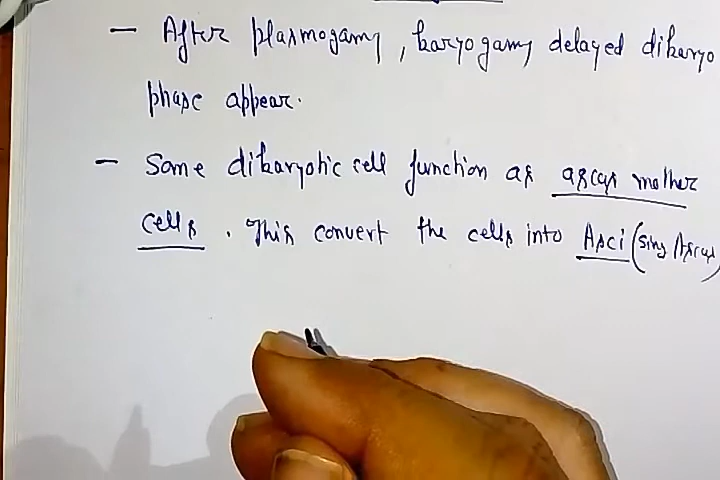 — After plasmogamy, karyogamy delayed dikaryo
phase appear.
— Some dikaryotic cell function as ascus mother
cells. This convert the cells into Asci (sing Ascus)